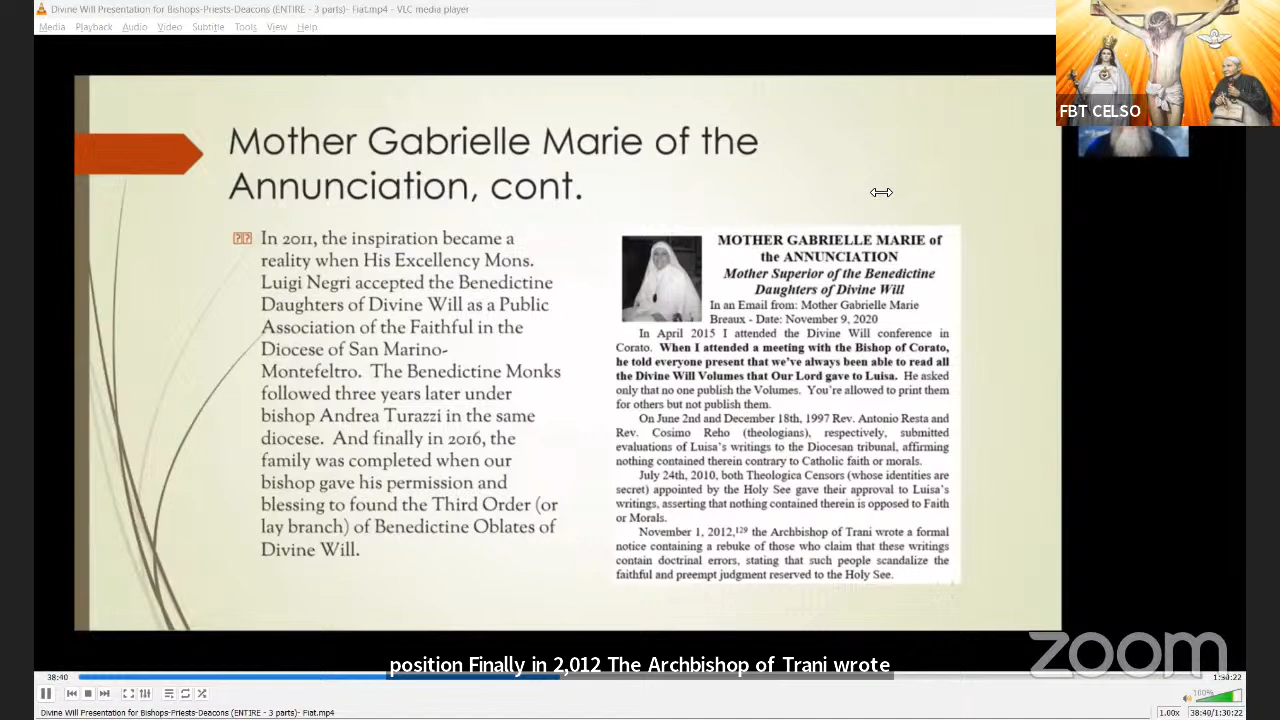 Divine Will Presentation for Bishops-Priests-Deacons (ENTIRE - 3 parts)- Fiat.mp4 - VLC media player
Media Playback Audio Video Subtitle Tools View Help
FBT CELSO
Mother Gabrielle Marie of the
Annunciation, cont.
In 2011, the inspiration became a
reality when His Excellency Mons.
Luigi Negri accepted the Benedictine
Daughters of Divine Will as a Public
Association of the Faithful in the
Diocese of San Marino-
Montefeltro. The Benedictine Monks
followed three years later under
bishop Andrea Turazzi in the same
diocese. And finally in 2016, the
family was completed when our
bishop gave his permission and
blessing to found the Third Order (or
lay branch) of Benedictine Oblates of
Divine Will.
MOTHER GABRIELLE MARIE of
the ANNUNCIATION
Mother Superior of the Benedictine
Daughters of Divine Will
In an Email from: Mother Gabrielle Marie
Breaux - Date: November 9, 2020
In April 2015 I attended the Divine Will conference in
Corato. When I attended a meeting with the Bishop of Corato,
he told everyone present that we've always been able to read all
the Divine Will Volumes that Our Lord gave to Luisa. He asked
only that no one publish the Volumes. You're allowed to print them
for others but not publish them.
On June 2nd and December 18th, 1997 Rev. Antonio Resta and
Rev. Cosimo Reho (theologians), respectively, submitted
evaluations of Luisa's writings to the Diocesan tribunal, affirming
nothing contained therein contrary to Catholic faith or morals.
July 24th, 2010, both Theologica Censors (whose identities are
secret) appointed by the Holy See gave their approval to Luisa's
writings, asserting that nothing contained therein is opposed to Faith
or Morals.
November 1, 2012,129 the Archbishop of Trani wrote a formal
notice containing a rebuke of those who claim that these writings
contain doctrinal errors, stating that such people scandalize the
faithful and preempt judgment reserved to the Holy See.
zoom
position Finally in 2,012 The Archbishop of Trani wrote
38:40
1:30:22
100%
Divine Will Presentation for Bishops-Priests-Deacons (ENTIRE - 3 parts)- Fiat.mp4
1.00x
38:40/1:30:22